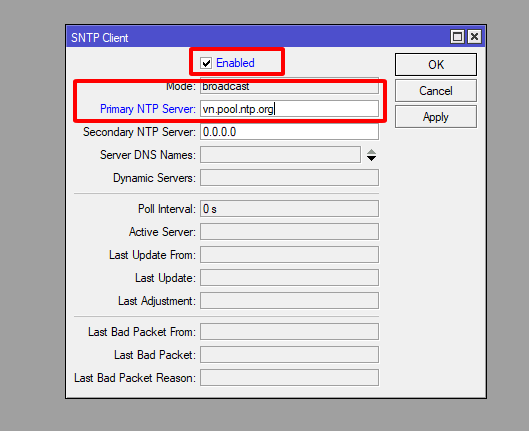 SNTP Client
Enabled
OK
Mode: broadcast
Cancel
Primary NTP Server: vn.pool.ntp.org
Apply
Secondary NTP Server: 0.0.0.0
Server DNS Names:
Dynamic Servers:
Poll Interval: 0 s
Active Server:
Last Update From:
Last Update:
Last Adjustment:
Last Bad Packet From:
Last Bad Packet:
Last Bad Packet Reason: